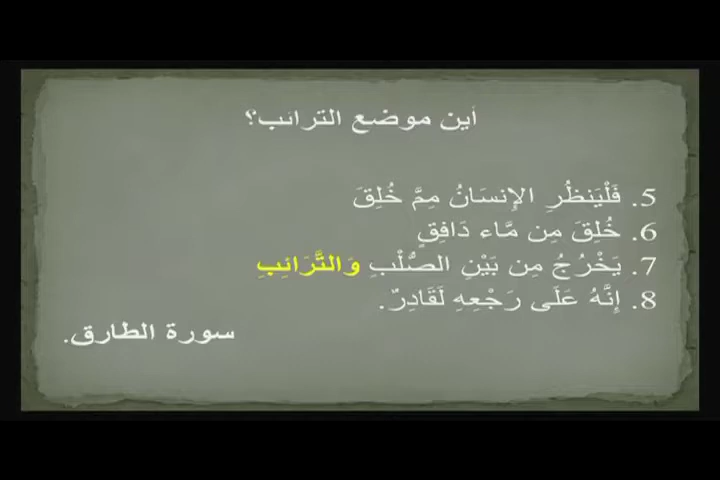 أين موضع الترائب؟
5. فَلْيَنظُرِ الإِنسَانُ مِمَّ خُلِقَ
6. خُلِقَ مِن مَّاء دَافِقٍ
7. يَخْرُجُ مِن بَيْنِ الصُّلْبِ وَالتَّرَائِبِ
8. إِنَّهُ عَلَى رَجْعِهِ لَقَادِرٌ.
سورة الطارق.